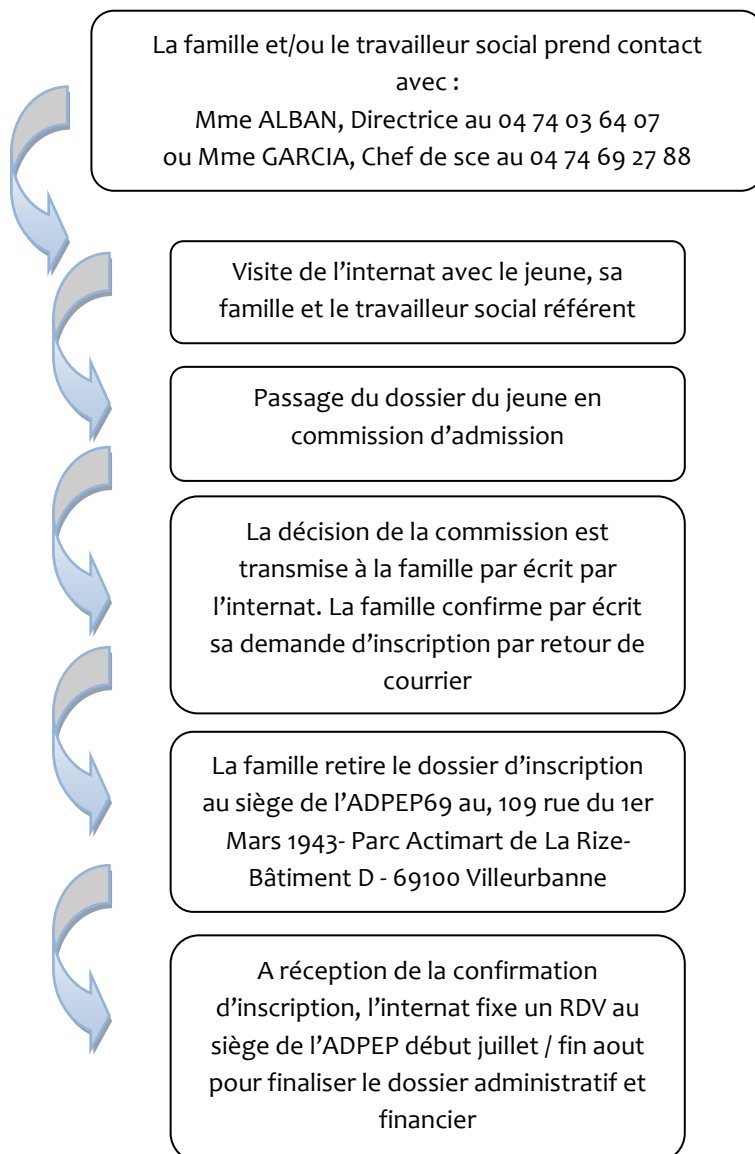 La famille et/ou le travailleur social prend contact
avec :
Mme ALBAN, Directrice au 04 74 03 64 07
ou Mme GARCIA, Chef de sce au 04 74 69 27 88
Visite de l’internat avec le jeune, sa
famille et le travailleur social référent
Passage du dossier du jeune en
commission d’admission
La décision de la commission est
transmise à la famille par écrit par
l’internat. La famille confirme par écrit
sa demande d’inscription par retour de
courrier
La famille retire le dossier d’inscription
au siège de l’ADPEP69 au, 109 rue du 1er
Mars 1943- Parc Actimart de La Rize-
Bâtiment D - 69100 Villeurbanne
A réception de la confirmation
d’inscription, l’internat fixe un RDV au
siège de l’ADPEP début juillet / fin aout
pour finaliser le dossier administratif et
financier